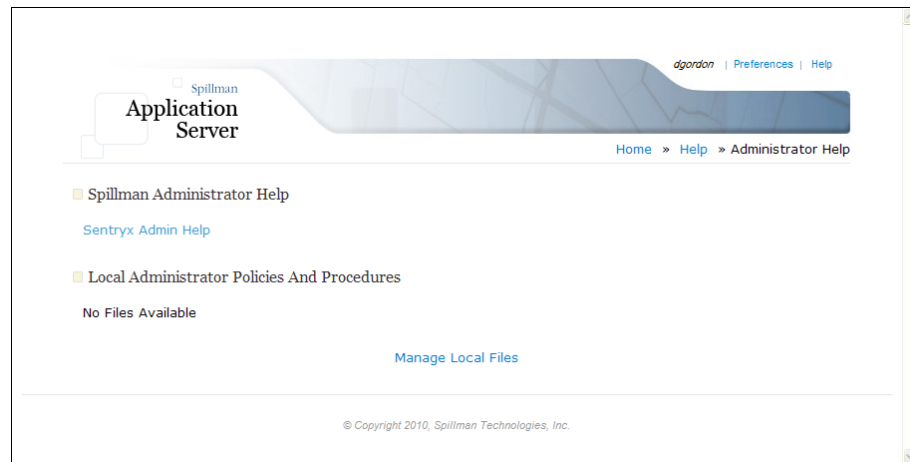 dgordon | Preferences | Help
Spillman
Application
Server
Home » Help » Administrator Help
Spillman Administrator Help
Sentryx Admin Help
Local Administrator Policies And Procedures
No Files Available
Manage Local Files
© Copyright 2010, Spillman Technologies, Inc.